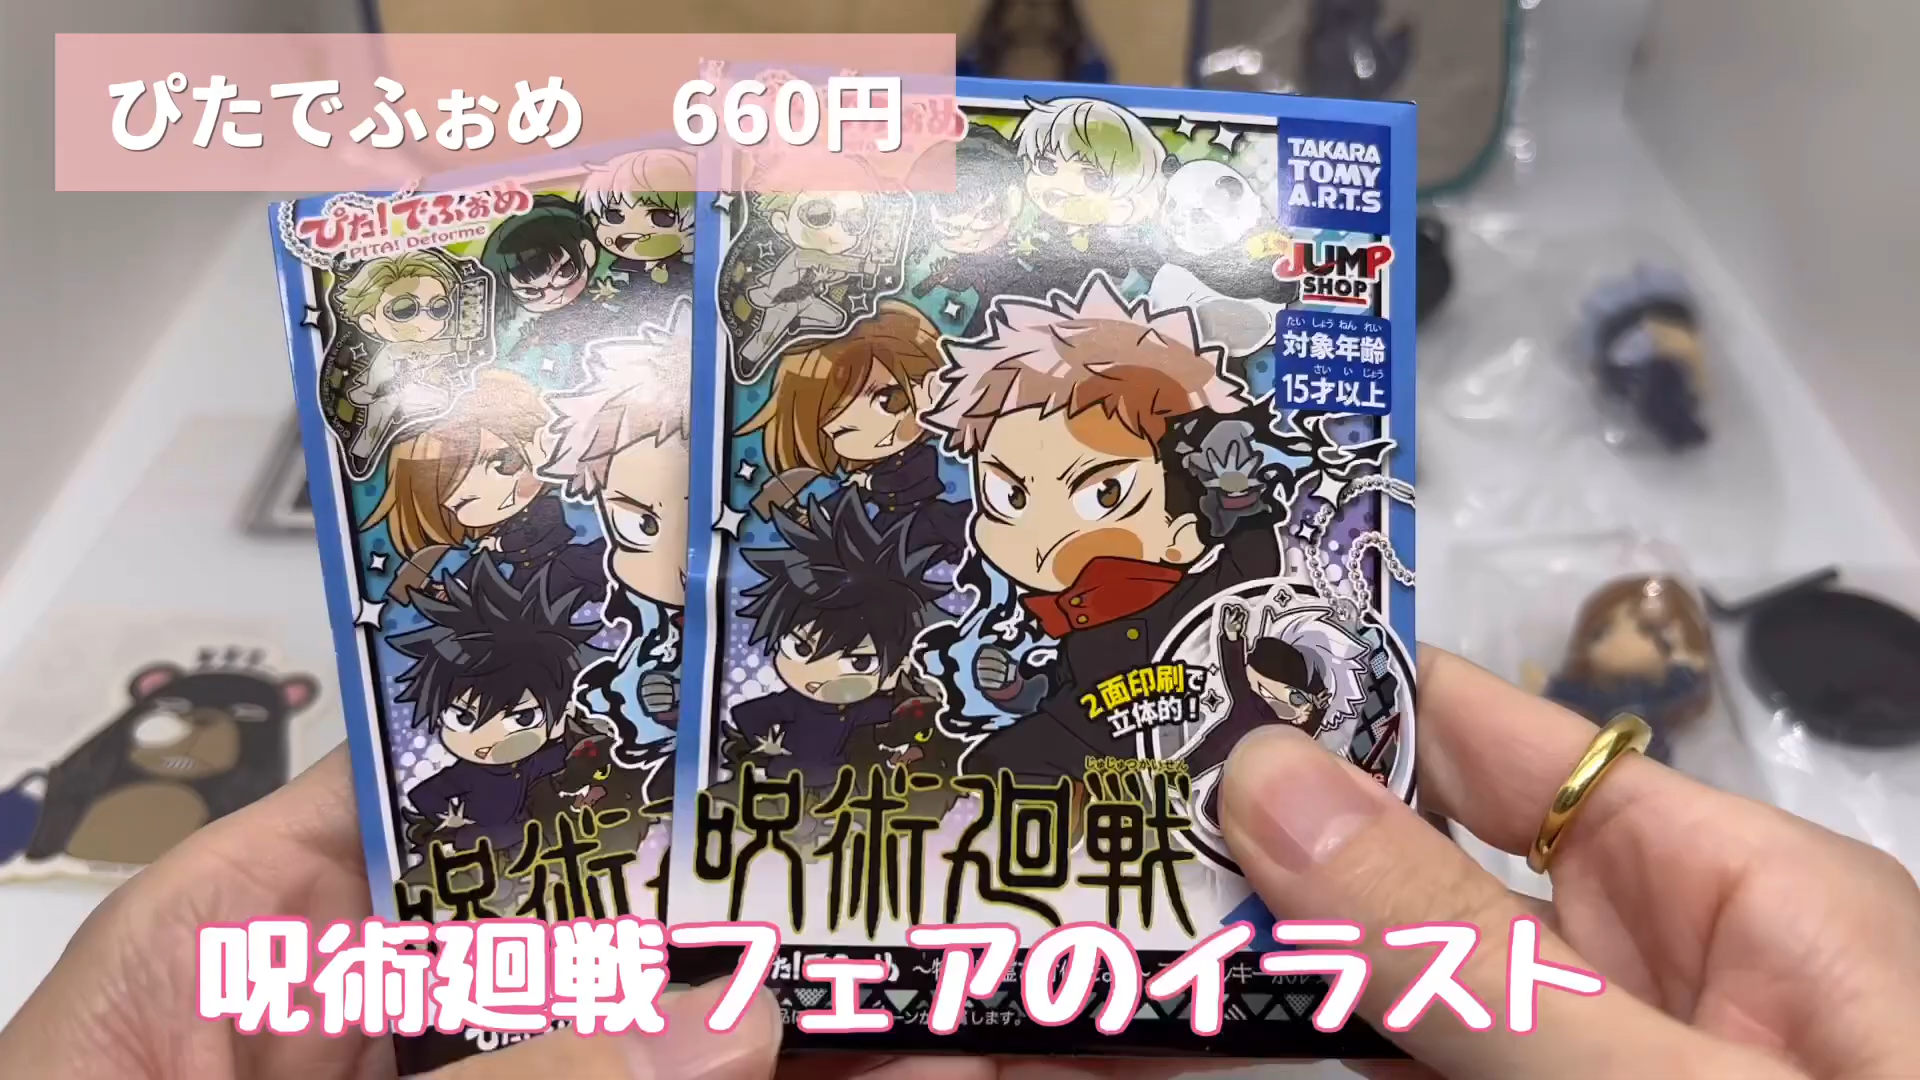 ぴたでふぉめ　660円
ぴた!でふぉめ
PITA! Deforme
TAKARA
TOMY
A.R.T.S
JUMP
SHOP
たいしょうねんれい
対象年齢
さいいじょう
15才以上
2面印刷で
立体的!
じゅじゅつかいせん
呪術廻戦
呪術
呪術廻戦フェアのイラスト